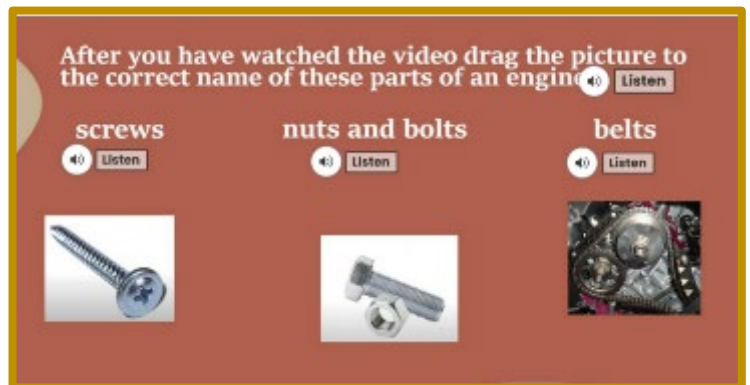 After you have watched the video drag the picture to
the correct name of these parts of an engine
Listen
screws
nuts and bolts
belts
Listen
Listen
Listen